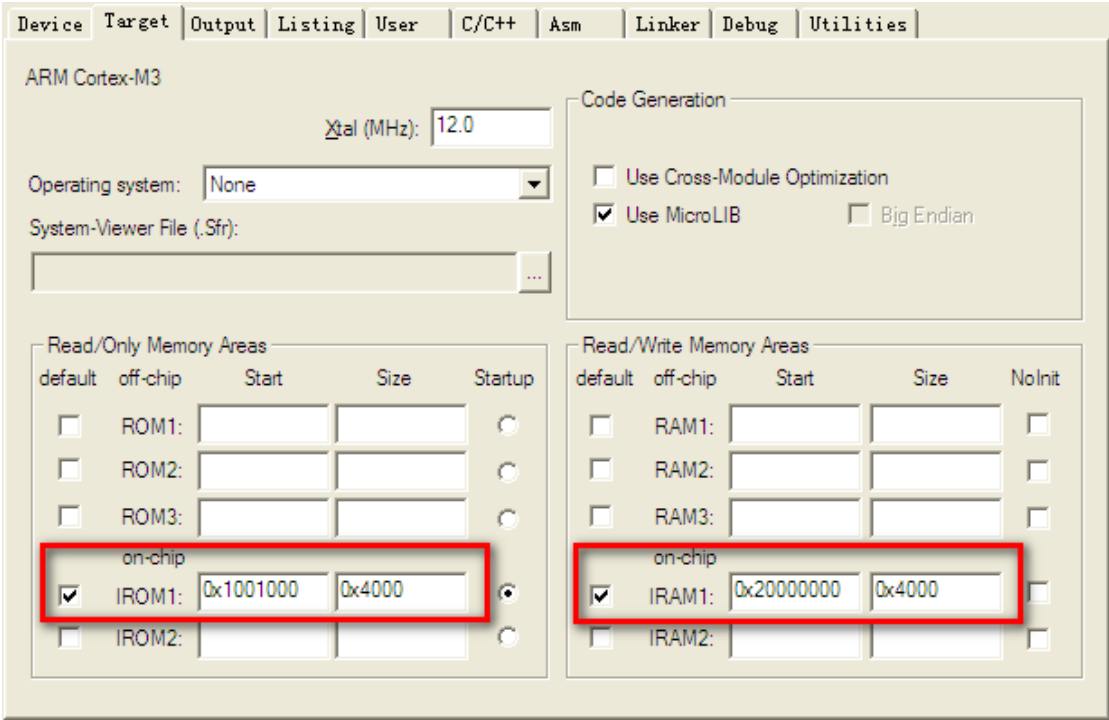 Device Target Output Listing User C/C++ Asm Linker Debug Utilities
ARM Cortex-M3
Xtal (MHz): 12.0
Operating system: None
System-Viewer File (.Sfr):
...
Code Generation
Use Cross-Module Optimization
Use MicroLIB Big Endian
Read/Only Memory Areas
default off-chip Start Size Startup
ROM1:
ROM2:
ROM3:
on-chip
IROM1: 0x1001000 0x4000
IROM2:
Read/Write Memory Areas
default off-chip Start Size NoInit
RAM1:
RAM2:
RAM3:
on-chip
IRAM1: 0x20000000 0x4000
IRAM2: